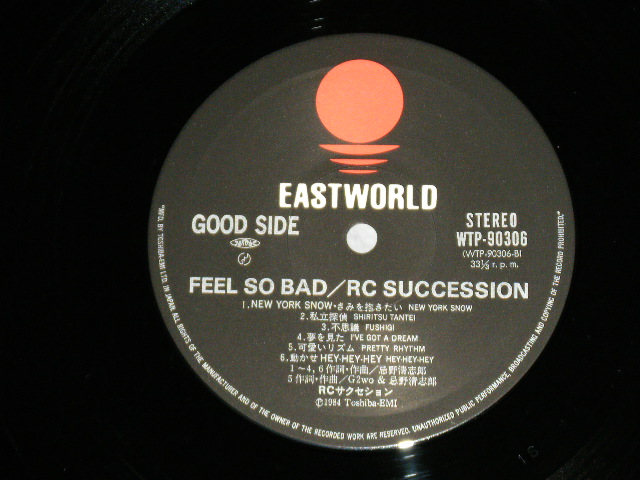 EASTWORLD
GOOD SIDE
STEREO
WTP-90306
(WTP-90306-B)
33⅓ r.p.m.
FEEL SO BAD/RC SUCCESSION
1. NEW YORK SNOW・きみを抱きたい NEW YORK SNOW
2. 私立探偵 SHIRITSU TANTEI
3. 不思議 FUSHIGI
4. 夢を見た I'VE GOT A DREAM
5. 可愛いリズム PRETTY RHYTHM
6. 動かせ HEY-HEY-HEY HEY-HEY-HEY
1～4, 6 作詞・作曲/忌野清志郎
5 作詞・作曲/G2wo & 忌野清志郎
RCサクセション
Ⓟ1984 Toshiba-EMI
"MFD. BY TOSHIBA-EMI LTD. IN JAPAN ALL RIGHTS OF THE MANUFACTURER AND OF THE OWNER OF THE RECORDED WORK ARE RESERVED. UNAUTHORIZED PUBLIC PERFORMANCE, BROADCASTING AND COPYING OF THE RECORD PROHIBITED."